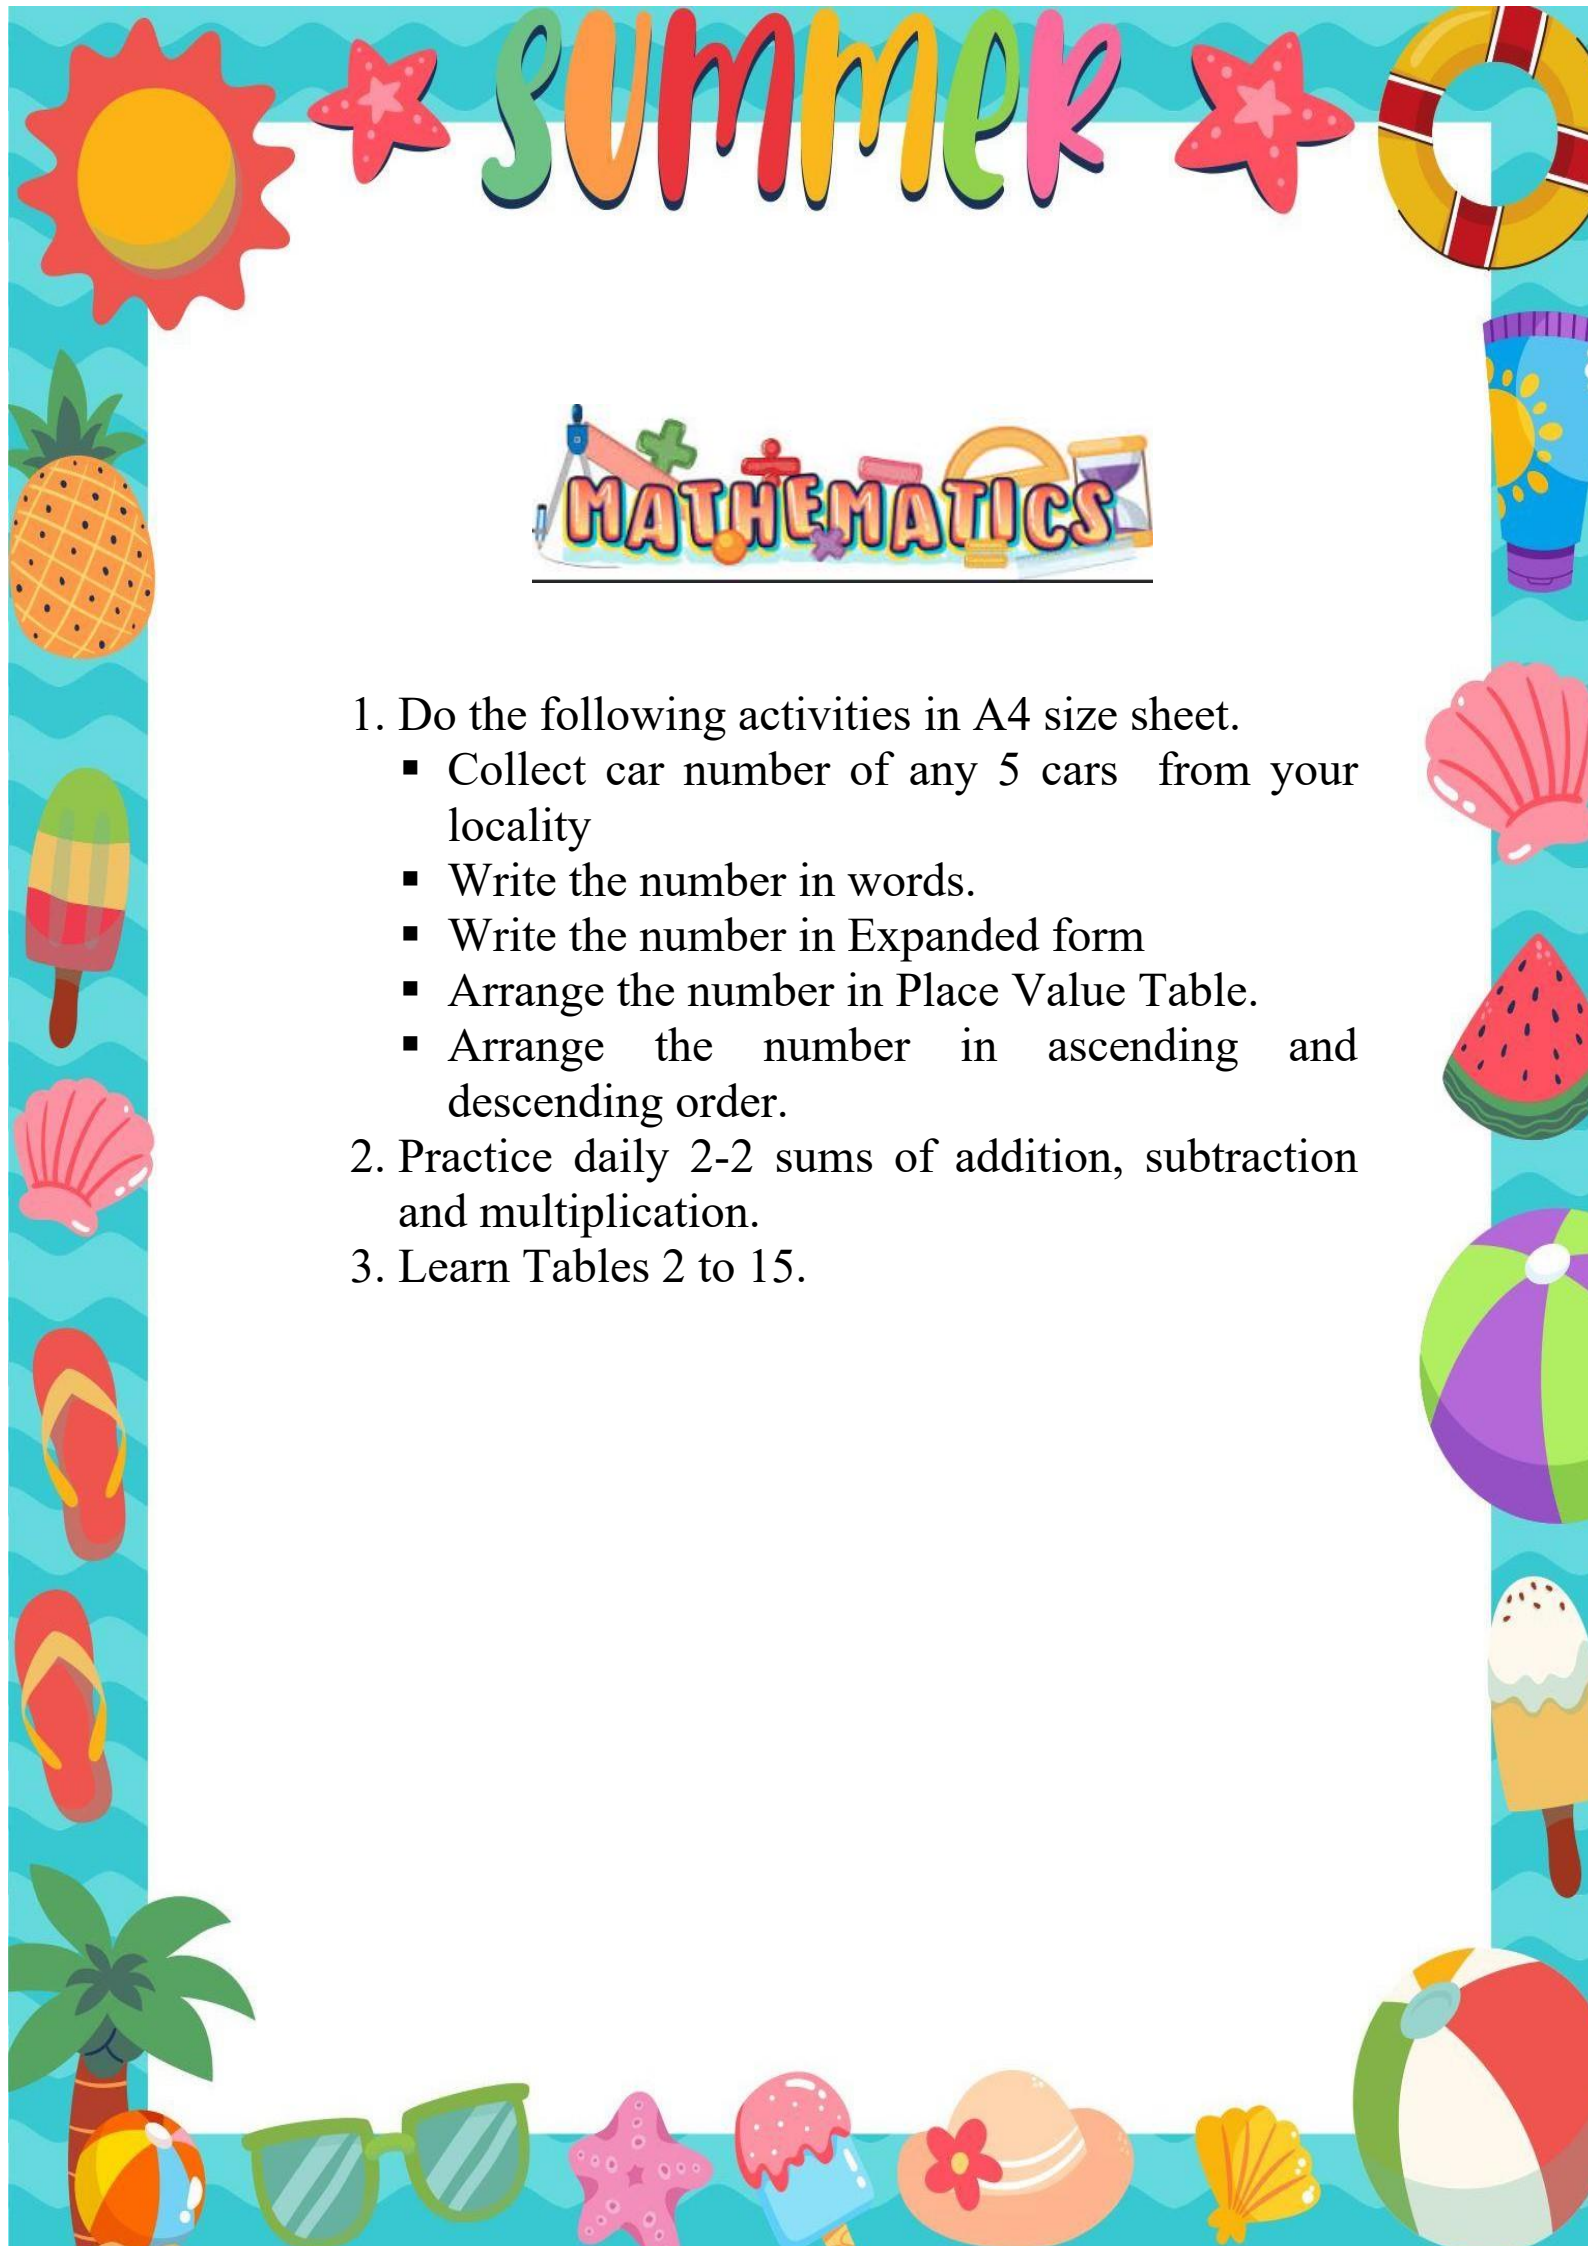 SUMMER
MATHEMATICS
1. Do the following activities in A4 size sheet.
▪ Collect car number of any 5 cars from your
locality
▪ Write the number in words.
▪ Write the number in Expanded form
▪ Arrange the number in Place Value Table.
▪ Arrange the number in ascending and
descending order.
2. Practice daily 2-2 sums of addition, subtraction
and multiplication.
3. Learn Tables 2 to 15.